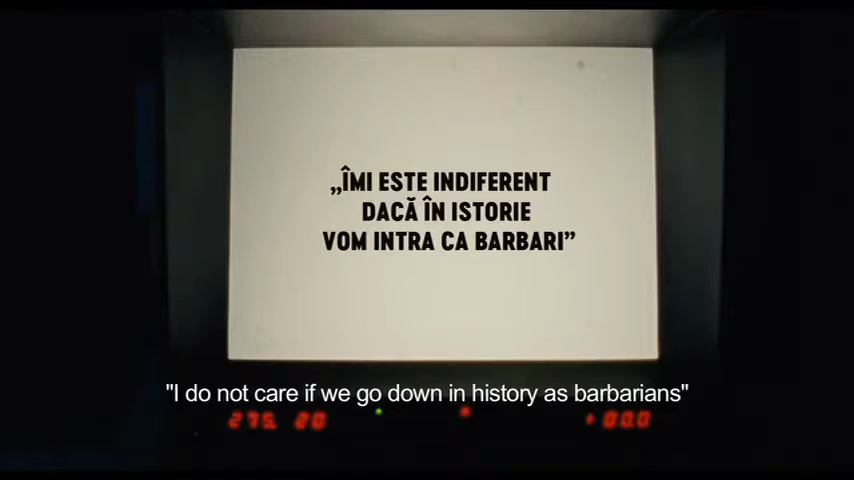 „ÎMI ESTE INDIFERENT
DACĂ ÎN ISTORIE
VOM INTRA CA BARBARI”
"I do not care if we go down in history as barbarians"
275. 20 +00.0